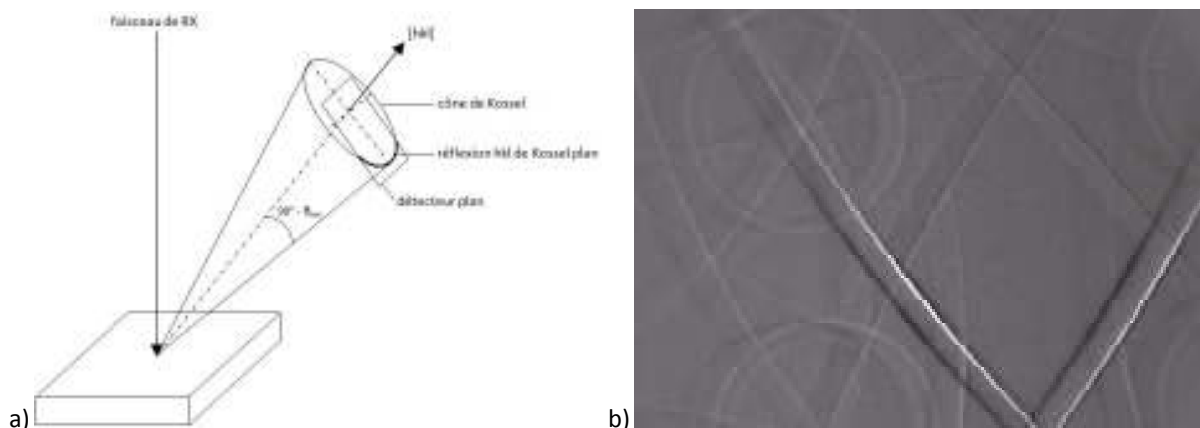 faisceau de RX
[hkl]
cône de Kossel
réflexion hkl de Kossel plan
détecteur plan
a)
b)